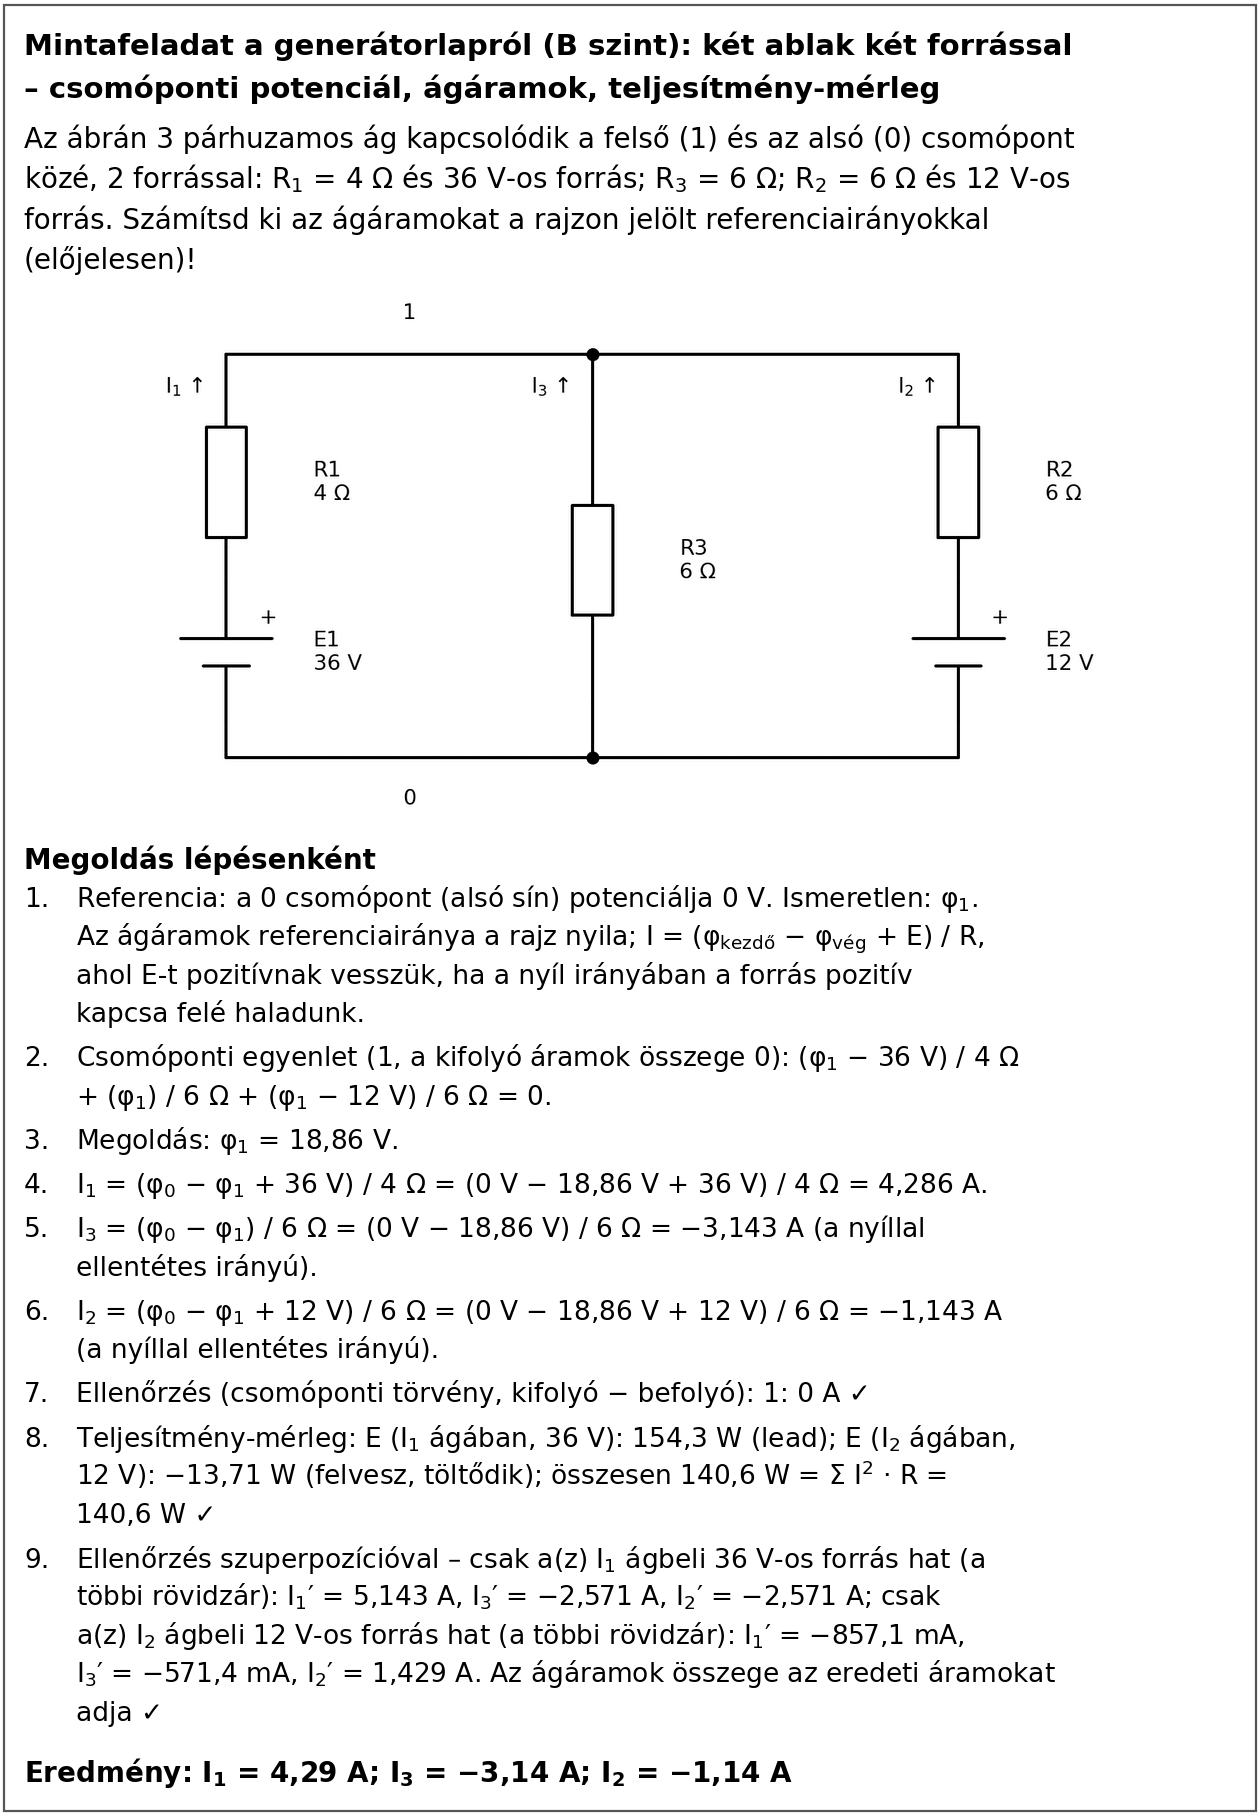 Mintafeladat a generátorlapról (B szint): két ablak két forrással
– csomóponti potenciál, ágáramok, teljesítmény-mérleg
Az ábrán 3 párhuzamos ág kapcsolódik a felső (1) és az alsó (0) csomópont
közé, 2 forrással: R₁ = 4 Ω és 36 V-os forrás; R₃ = 6 Ω; R₂ = 6 Ω és 12 V-os
forrás. Számítsd ki az ágáramokat a rajzon jelölt referenciairányokkal
(előjelesen)!
1
I₁ ↑
I₃ ↑
I₂ ↑
R1
4 Ω
R3
6 Ω
R2
6 Ω
+
E1
36 V
+
E2
12 V
0
Megoldás lépésenként
1. Referencia: a 0 csomópont (alsó sín) potenciálja 0 V. Ismeretlen: φ₁.
Az ágáramok referenciairánya a rajz nyila; I = (φkezdő − φvég + E) / R,
ahol E-t pozitívnak vesszük, ha a nyíl irányában a forrás pozitív
kapcsa felé haladunk.
2. Csomóponti egyenlet (1, a kifolyó áramok összege 0): (φ₁ − 36 V) / 4 Ω
+ (φ₁) / 6 Ω + (φ₁ − 12 V) / 6 Ω = 0.
3. Megoldás: φ₁ = 18,86 V.
4. I₁ = (φ₀ − φ₁ + 36 V) / 4 Ω = (0 V − 18,86 V + 36 V) / 4 Ω = 4,286 A.
5. I₃ = (φ₀ − φ₁) / 6 Ω = (0 V − 18,86 V) / 6 Ω = −3,143 A (a nyíllal
ellentétes irányú).
6. I₂ = (φ₀ − φ₁ + 12 V) / 6 Ω = (0 V − 18,86 V + 12 V) / 6 Ω = −1,143 A
(a nyíllal ellentétes irányú).
7. Ellenőrzés (csomóponti törvény, kifolyó − befolyó): 1: 0 A ✓
8. Teljesítmény-mérleg: E (I₁ ágában, 36 V): 154,3 W (lead); E (I₂ ágában,
12 V): −13,71 W (felvesz, töltődik); összesen 140,6 W = Σ I² · R =
140,6 W ✓
9. Ellenőrzés szuperpozícióval – csak a(z) I₁ ágbeli 36 V-os forrás hat (a
többi rövidzár): I₁′ = 5,143 A, I₃′ = −2,571 A, I₂′ = −2,571 A; csak
a(z) I₂ ágbeli 12 V-os forrás hat (a többi rövidzár): I₁′ = −857,1 mA,
I₃′ = −571,4 mA, I₂′ = 1,429 A. Az ágáramok összege az eredeti áramokat
adja ✓
Eredmény: I₁ = 4,29 A; I₃ = −3,14 A; I₂ = −1,14 A